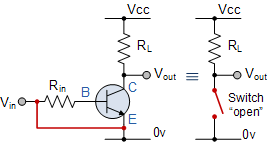 Vcc Vcc
RL RL
C Vout ≡ Vout
Rin B
Vin
E Switch
"open"
0v 0v